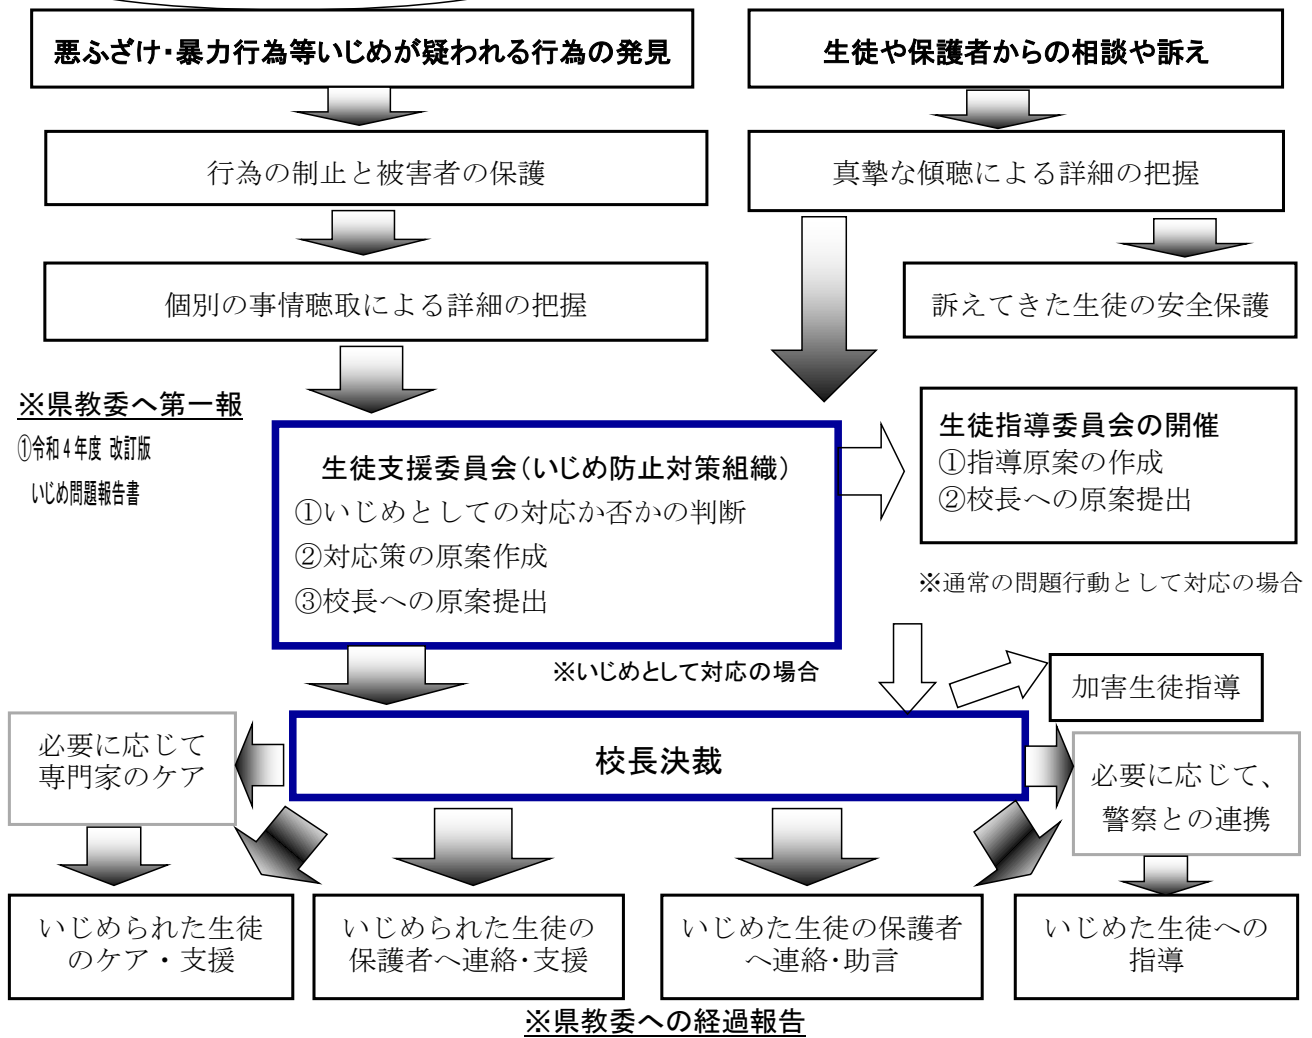 悪ふざけ・暴力行為等いじめが疑われる行為の発見
生徒や保護者からの相談や訴え
行為の制止と被害者の保護
真摯な傾聴による詳細の把握
個別の事情聴取による詳細の把握
訴えてきた生徒の安全保護
※県教委へ第一報
①令和4年度 改訂版
いじめ問題報告書
生徒支援委員会(いじめ防止対策組織)
①いじめとしての対応か否かの判断
②対応策の原案作成
③校長への原案提出
生徒指導委員会の開催
①指導原案の作成
②校長への原案提出
※通常の問題行動として対応の場合
※いじめとして対応の場合
加害生徒指導
校長決裁
必要に応じて
専門家のケア
必要に応じて、
警察との連携
いじめられた生徒
のケア・支援
いじめられた生徒の
保護者へ連絡・支援
いじめた生徒の保護者
へ連絡・助言
いじめた生徒への
指導
※県教委への経過報告